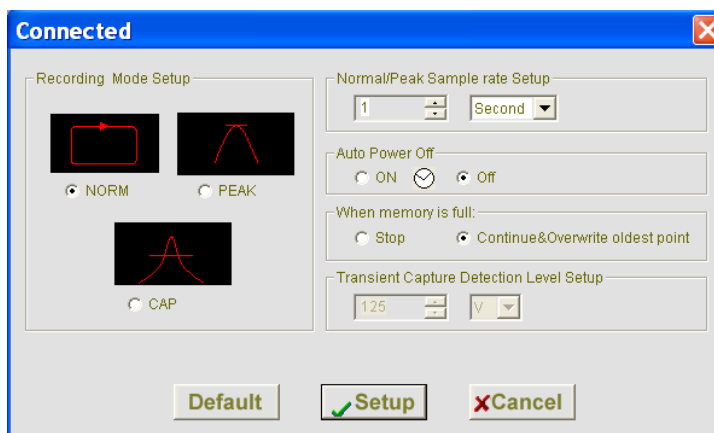 Connected
Recording Mode Setup
NORM
PEAK
CAP
Normal/Peak Sample rate Setup
1 Second
Auto Power Off
ON Off
When memory is full:
Stop Continue&Overwrite oldest point
Transient Capture Detection Level Setup
125 V
Default Setup Cancel